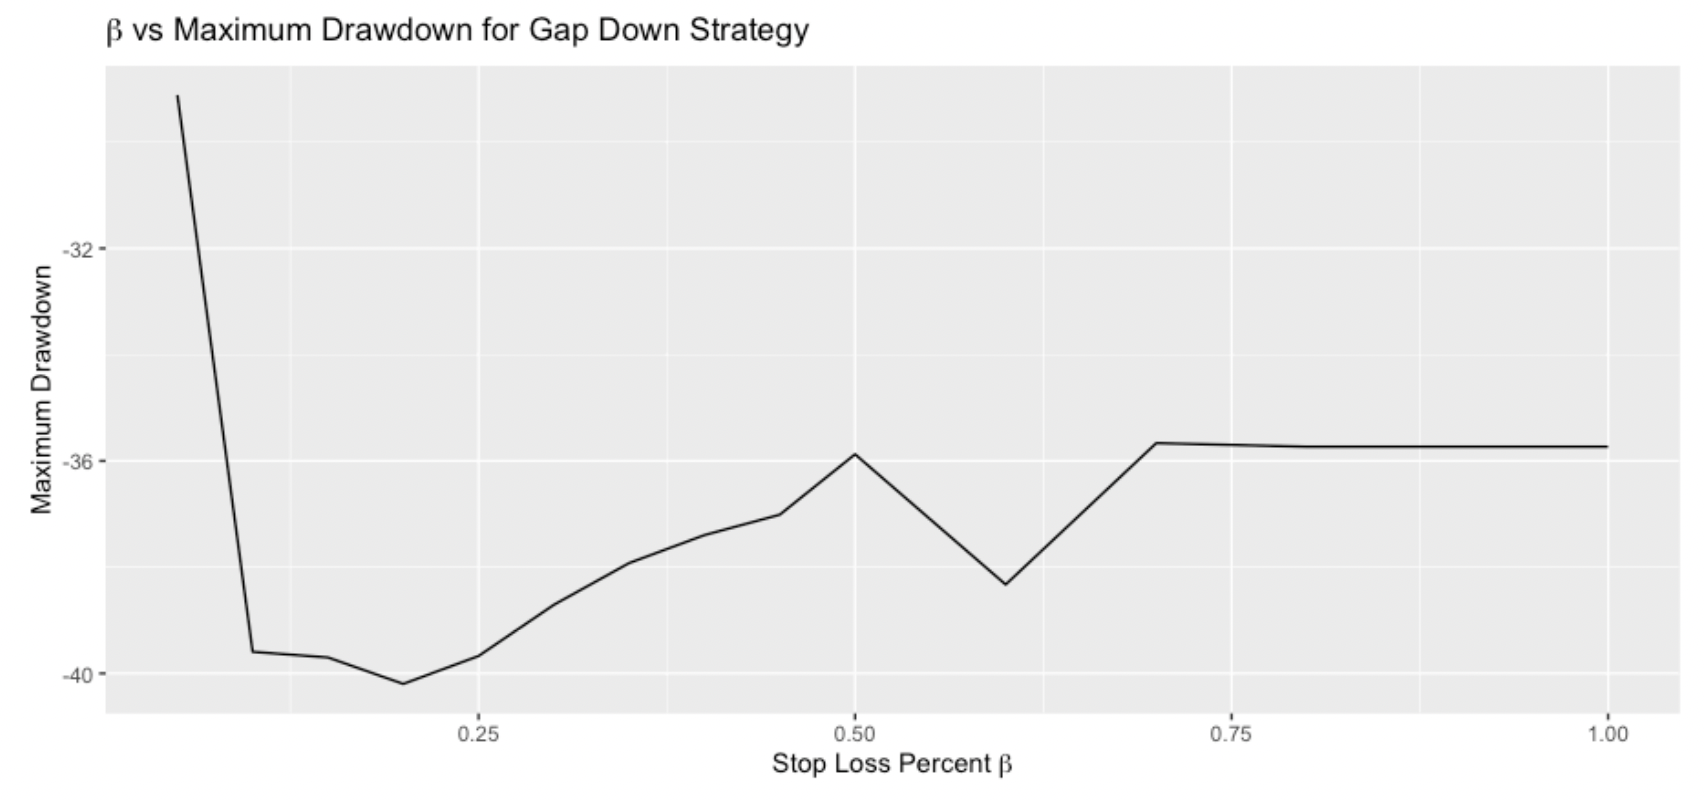 β vs Maximum Drawdown for Gap Down Strategy
Maximum Drawdown
-32
-36
-40
0.25
0.50
0.75
1.00
Stop Loss Percent β